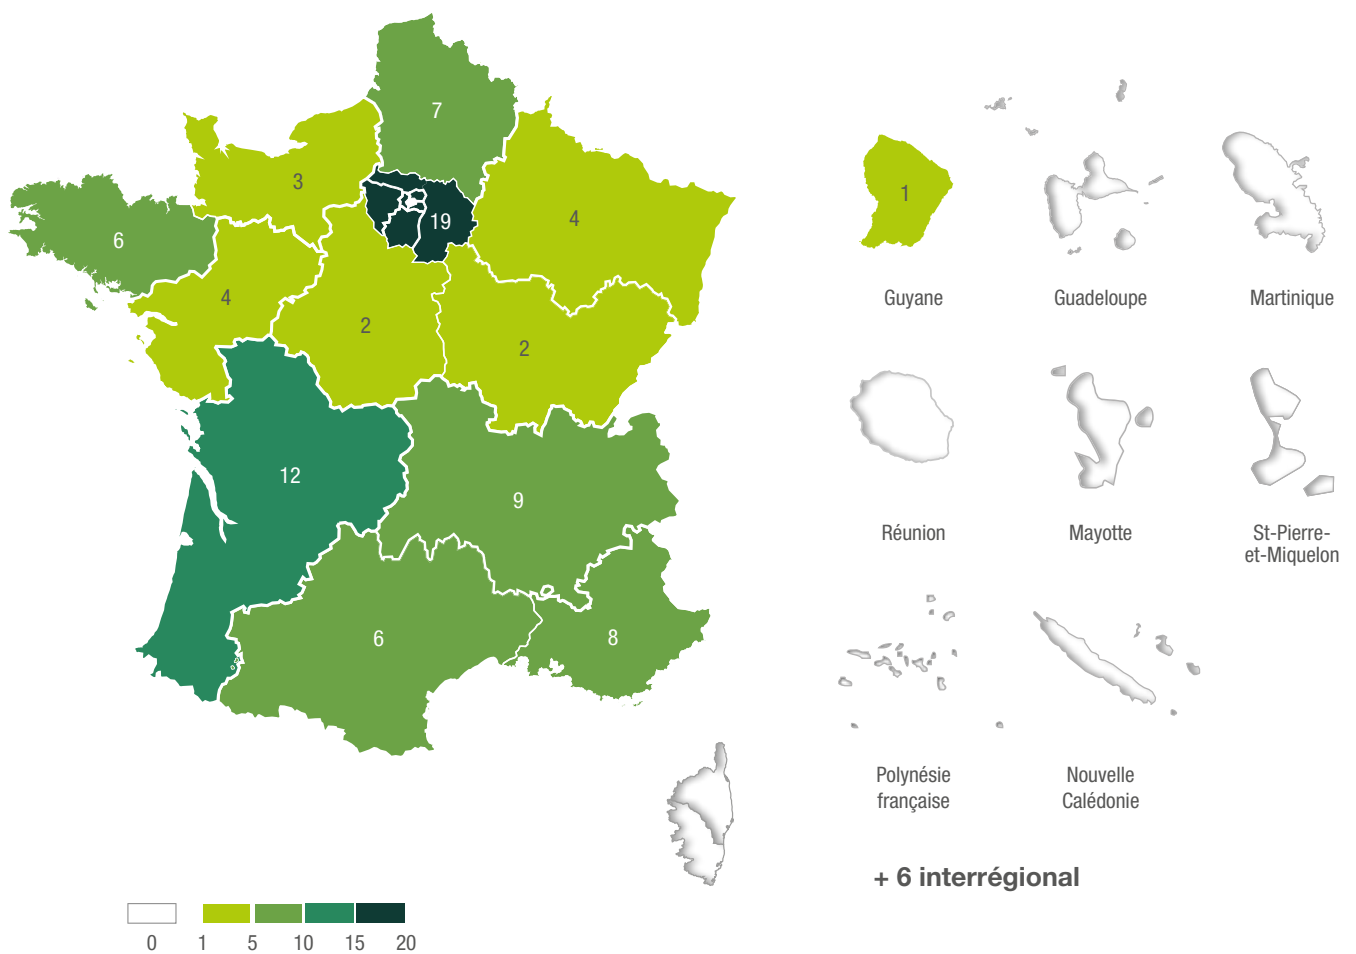 7
3
19
6
4
4
2
2
12
9
6
8
1
Guyane
Guadeloupe
Martinique
Réunion
Mayotte
St-Pierre-
et-Miquelon
Polynésie
française
Nouvelle
Calédonie
+ 6 interrégional
0 1 5 10 15 20